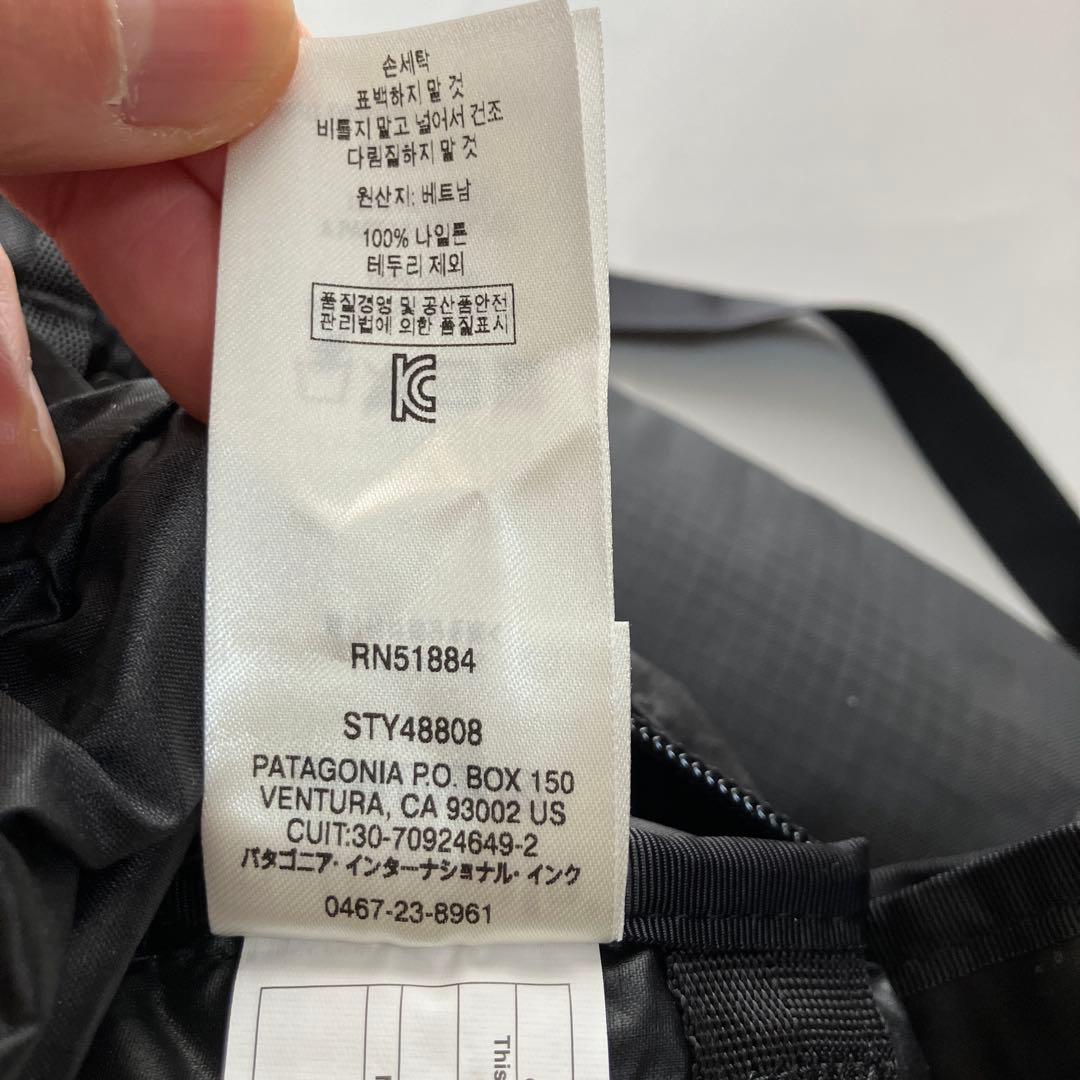 손세탁
표백하지 말 것
비틀지 말고 널어서 건조
다림질하지 말 것
원산지: 베트남
100% 나일론
테두리 제외
품질경영 및 공산품안전
관리법에 의한 품질표시
RN51884
STY48808
PATAGONIA P.O. BOX 150
VENTURA, CA 93002 US
CUIT:30-70924649-2
パタゴニア・インターナショナル・インク
0467-23-8961
This